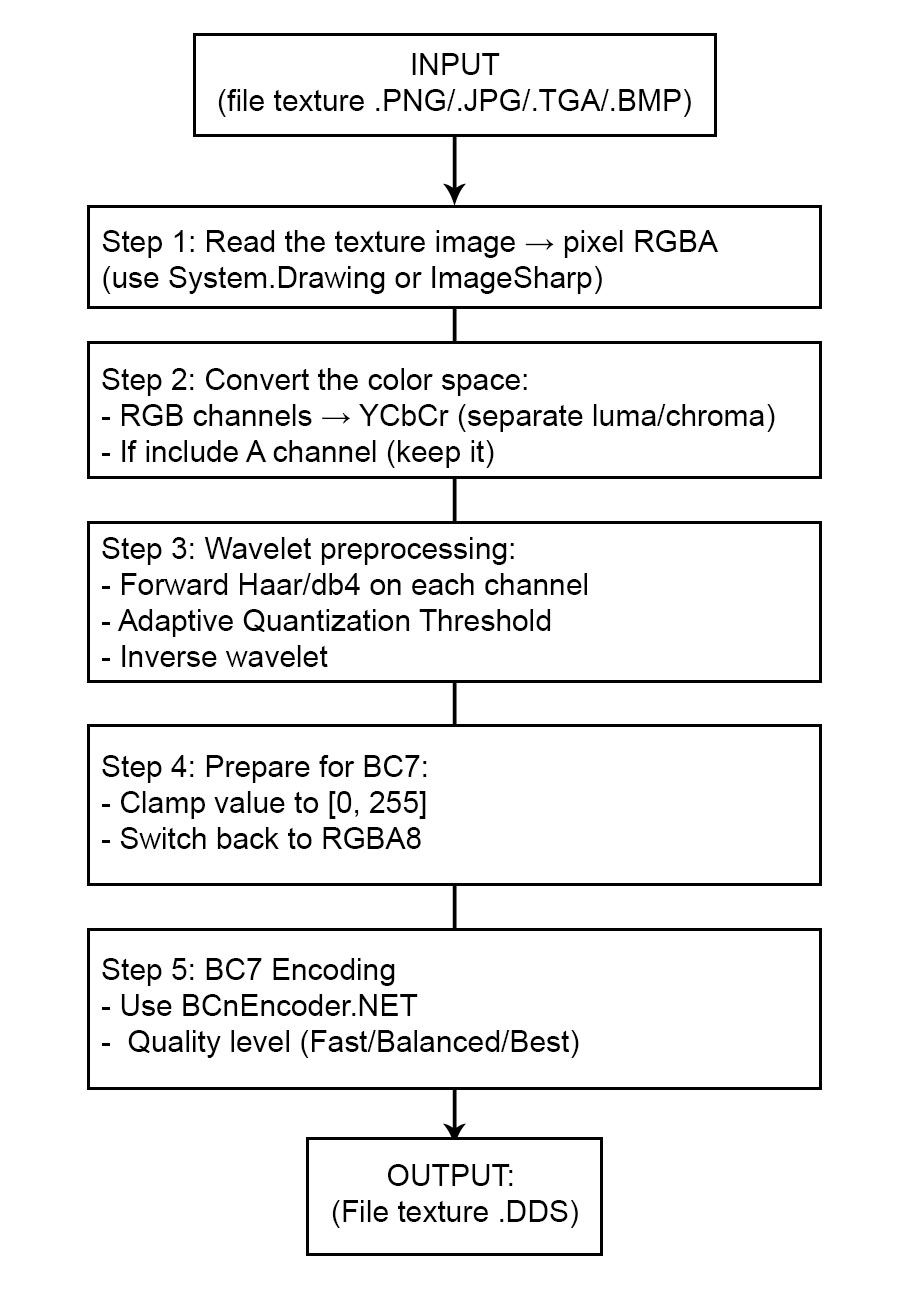 INPUT
(file texture .PNG/.JPG/.TGA/.BMP)
Step 1: Read the texture image → pixel RGBA
(use System.Drawing or ImageSharp)
Step 2: Convert the color space:
- RGB channels → YCbCr (separate luma/chroma)
- If include A channel (keep it)
Step 3: Wavelet preprocessing:
- Forward Haar/db4 on each channel
- Adaptive Quantization Threshold
- Inverse wavelet
Step 4: Prepare for BC7:
- Clamp value to [0, 255]
- Switch back to RGBA8
Step 5: BC7 Encoding
- Use BCnEncoder.NET
-  Quality level (Fast/Balanced/Best)
OUTPUT:
(File texture .DDS)